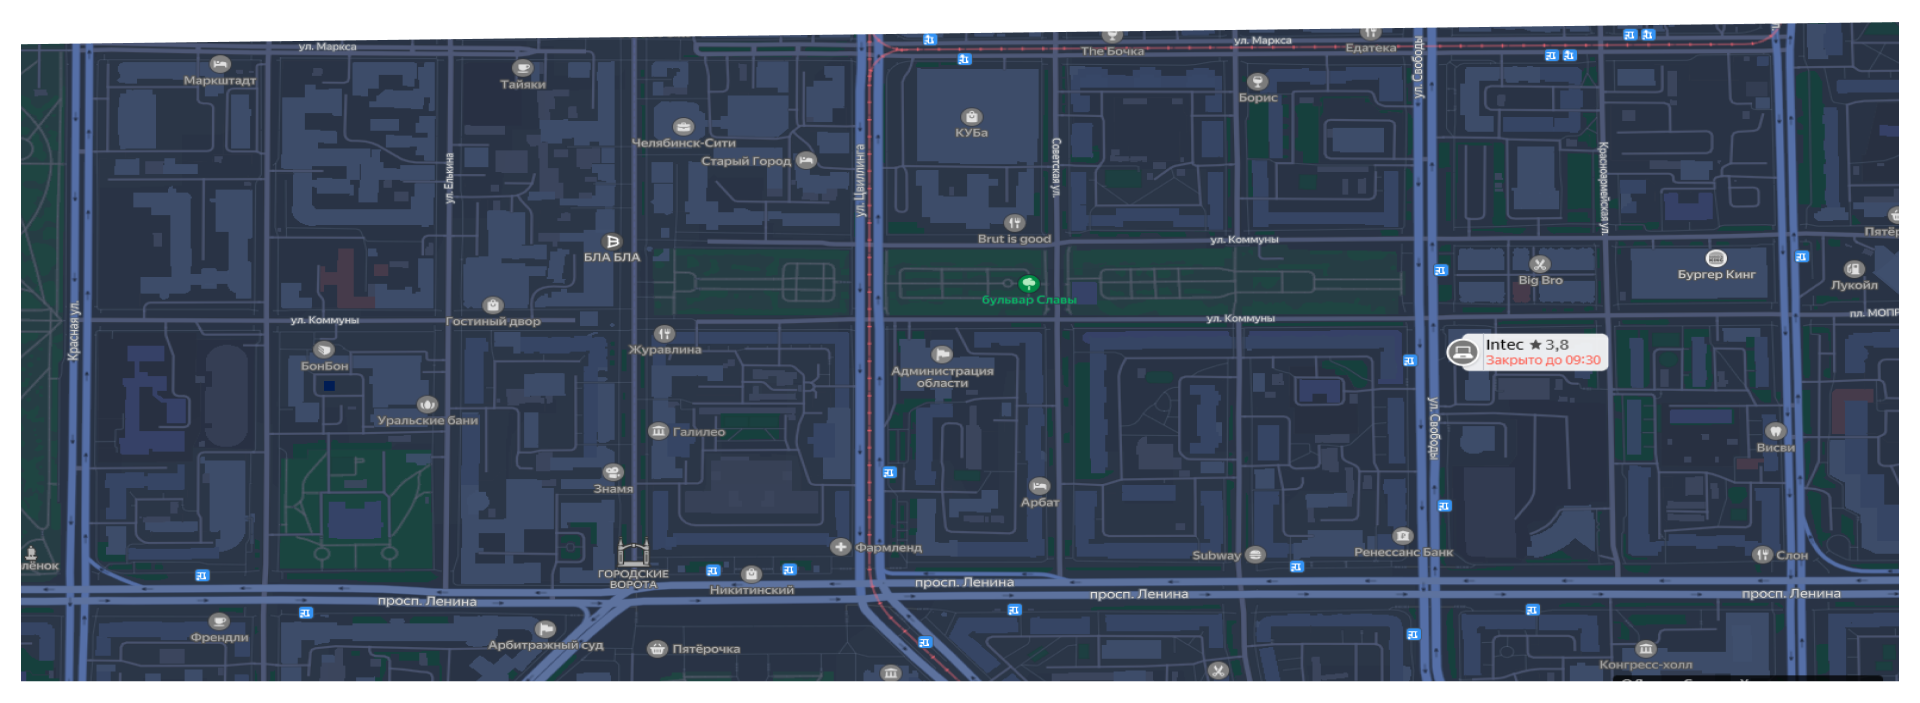 ул. Маркса
The Бочка
ул. Маркса
Едатека
ул. Свободы
Маркштадт
Тайяки
Борис
Челябинск-Сити
КУБа
Старый Город
ул. Елькина
ул. Цвиллинга
Советская ул.
Красноармейская ул.
Brut is good
ул. Коммуны
Пятёр
БЛА БЛА
Big Bro
Бургер Кинг
Лукойл
бульвар Славы
Красная ул.
ул. Коммуны
Гостиный двор
ул. Коммуны
пл. МОПР
Журавлина
Intec ★ 3,8
Закрыто до 09:30
БонБон
Администрация
области
Уральские бани
Галилео
ул. Свободы
Висви
Знамя
Арбат
Фармленд
Subway
Ренессанс Банк
Слон
лёнок
ГОРОДСКИЕ
ВОРОТА
Никитинский
просп. Ленина
просп. Ленина
просп. Ленина
просп. Ленина
Френдли
Арбитражный суд
Пятёрочка
Конгресс-холл